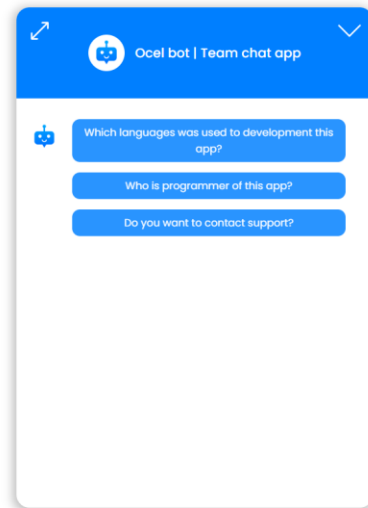 Ocel bot | Team chat app
Which languages was used to development this
app?
Who is programmer of this app?
Do you want to contact support?